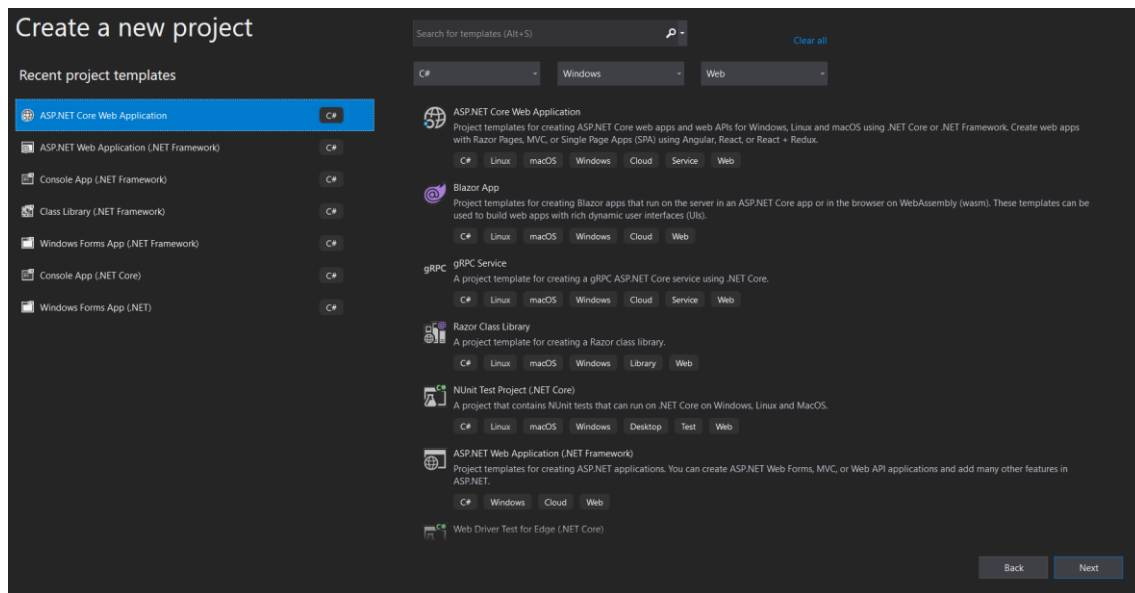 Create a new project
Search for templates (Alt+S)
Clear all
Recent project templates
C#
Windows
Web
ASP.NET Core Web Application
C#
ASP.NET Web Application (.NET Framework)
C#
Console App (.NET Framework)
C#
Class Library (.NET Framework)
C#
Windows Forms App (.NET Framework)
C#
Console App (.NET Core)
C#
Windows Forms App (.NET)
C#
ASP.NET Core Web Application
Project templates for creating ASP.NET Core web apps and web APIs for Windows, Linux and macOS using .NET Core or .NET Framework. Create web apps
with Razor Pages, MVC, or Single Page Apps (SPA) using Angular, React, or React + Redux.
C# Linux macOS Windows Cloud Service Web
Blazor App
Project templates for creating Blazor apps that run on the server in an ASP.NET Core app or in the browser on WebAssembly (wasm). These templates can be
used to build web apps with rich dynamic user interfaces (UIs).
C# Linux macOS Windows Cloud Web
gRPC
gRPC Service
A project template for creating a gRPC ASP.NET Core service using .NET Core.
C# Linux macOS Windows Cloud Service Web
Razor Class Library
A project template for creating a Razor class library.
C# Linux macOS Windows Library Web
NUnit Test Project (.NET Core)
A project that contains NUnit tests that can run on .NET Core on Windows, Linux and MacOS.
C# Linux macOS Windows Desktop Test Web
ASP.NET Web Application (.NET Framework)
Project templates for creating ASP.NET applications. You can create ASP.NET Web Forms, MVC, or Web API applications and add many other features in
ASP.NET.
C# Windows Cloud Web
Web Driver Test for Edge (.NET Core)
Back
Next